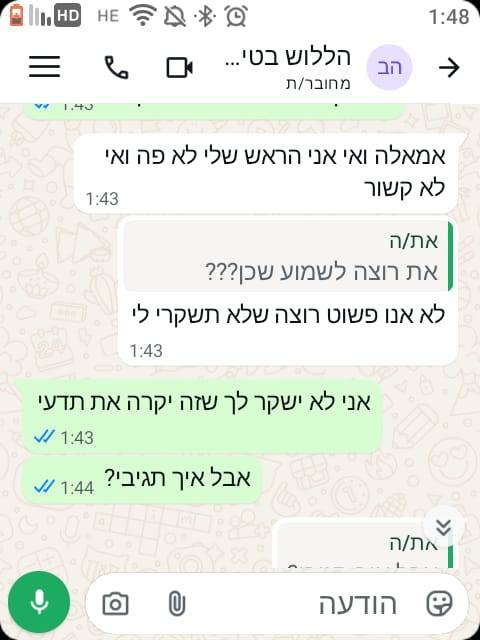 HD HE 1:48
הללוש בטי...
מחובר/ת
הב
1:43
אמאלה ואי אני הראש שלי לא פה ואי
לא קשור
1:43
את/ה
את רוצה לשמוע שכן???
לא אנו פשוט רוצה שלא תשקרי לי
1:43
אני לא ישקר לך שזה יקרה את תדעי
1:43
אבל איך תגיבי?
1:44
את/ה
הודעה